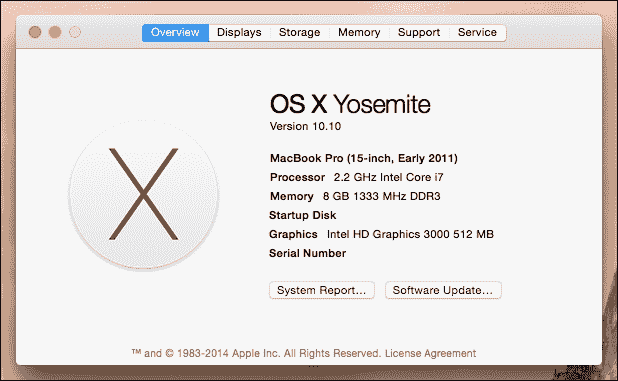 Overview Displays Storage Memory Support Service
OS X Yosemite
Version 10.10
MacBook Pro (15-inch, Early 2011)
Processor 2.2 GHz Intel Core i7
Memory 8 GB 1333 MHz DDR3
Startup Disk
Graphics Intel HD Graphics 3000 512 MB
Serial Number
System Report... Software Update...
™ and © 1983-2014 Apple Inc. All Rights Reserved. License Agreement